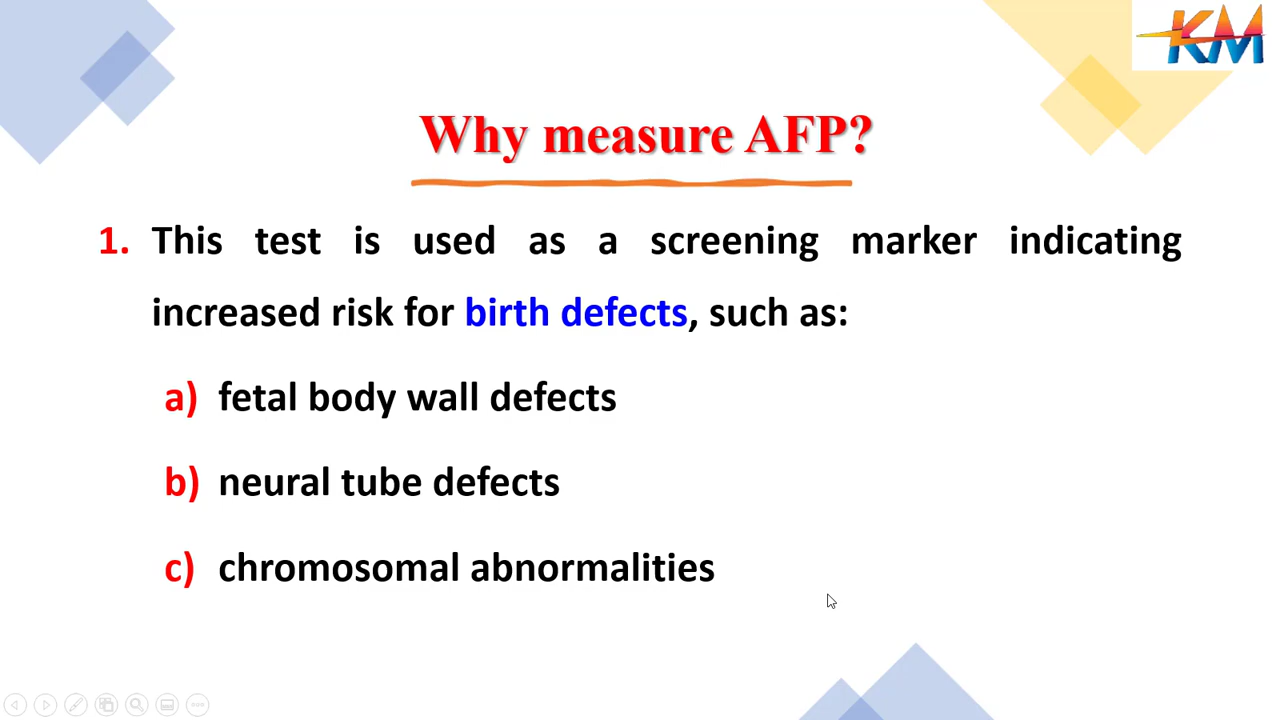 KM
Why measure AFP?
1. This test is used as a screening marker indicating
increased risk for birth defects, such as:
a) fetal body wall defects
b) neural tube defects
c) chromosomal abnormalities